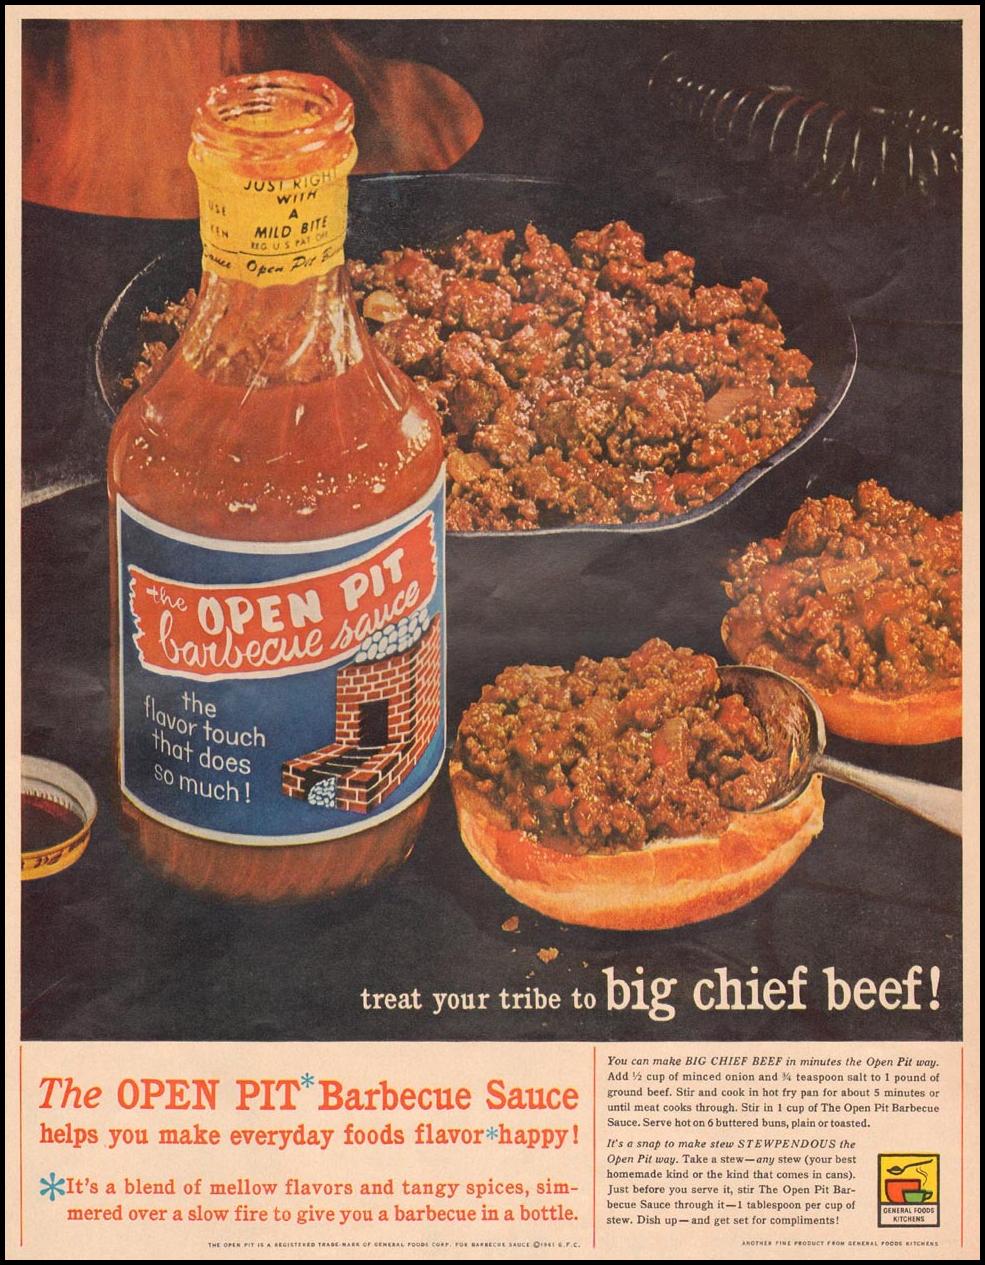 JUST RIGHT
WITH
A
MILD BITE
REG. U.S. PAT. OFF.
USE
KEN
Sauce Open Pit
the
OPEN PIT
barbecue sauce
the
flavor touch
that does
so much!
treat your tribe to big chief beef!
The OPEN PIT* Barbecue Sauce
helps you make everyday foods flavor*happy!
*It's a blend of mellow flavors and tangy spices, sim-
mered over a slow fire to give you a barbecue in a bottle.
You can make BIG CHIEF BEEF in minutes the Open Pit way.
Add ½ cup of minced onion and ¾ teaspoon salt to 1 pound of
ground beef. Stir and cook in hot fry pan for about 5 minutes or
until meat cooks through. Stir in 1 cup of The Open Pit Barbecue
Sauce. Serve hot on 6 buttered buns, plain or toasted.
It's a snap to make stew STEWPENDOUS the
Open Pit way. Take a stew—any stew (your best
homemade kind or the kind that comes in cans).
Just before you serve it, stir The Open Pit Bar-
becue Sauce through it—1 tablespoon per cup of
stew. Dish up—and get set for compliments!
GENERAL FOODS
KITCHENS
THE OPEN PIT IS A REGISTERED TRADE-MARK OF GENERAL FOODS CORP. FOR BARBECUE SAUCE ©1961 G.F.C.
ANOTHER FINE PRODUCT FROM GENERAL FOODS KITCHENS